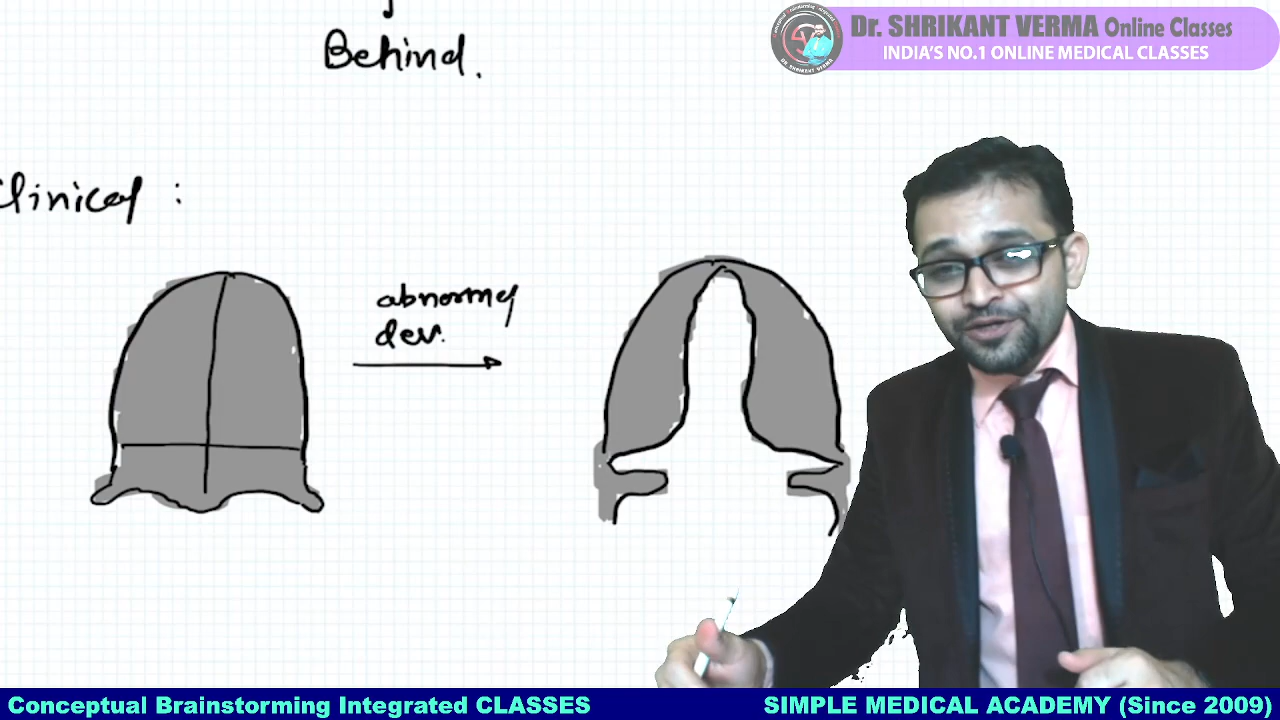 Dr. SHRIKANT VERMA Online Classes
INDIA'S NO.1 ONLINE MEDICAL CLASSES
Behind.
Clinical :
abnormal
dev.
Conceptual Brainstorming Integrated CLASSES
SIMPLE MEDICAL ACADEMY (Since 2009)